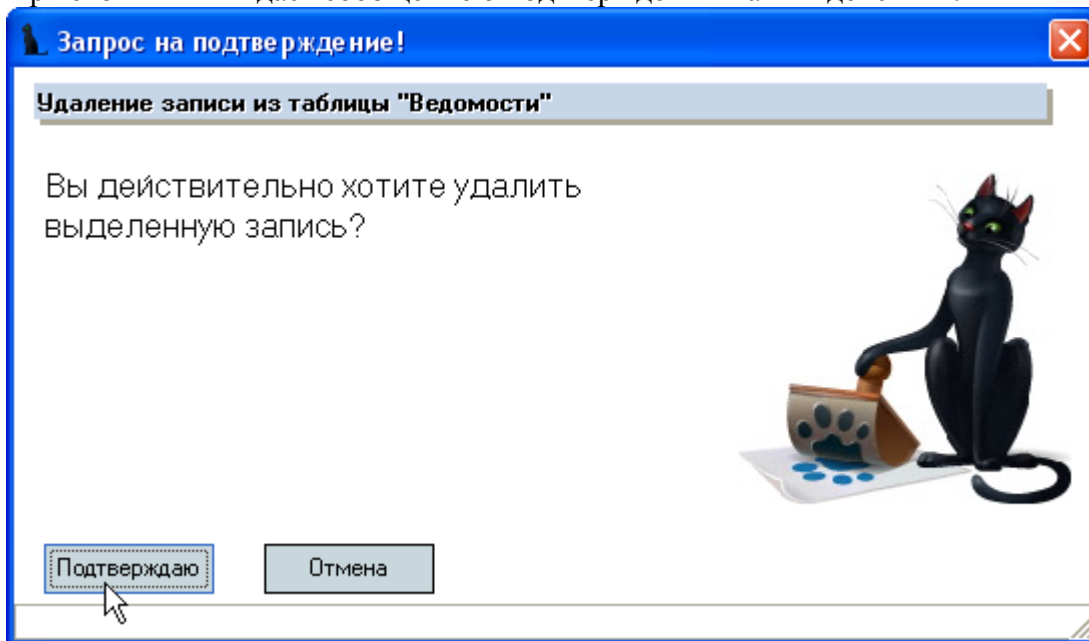 Запрос на подтверждение!
Удаление записи из таблицы "Ведомости"
Вы действительно хотите удалить
выделенную запись?
Подтверждаю
Отмена